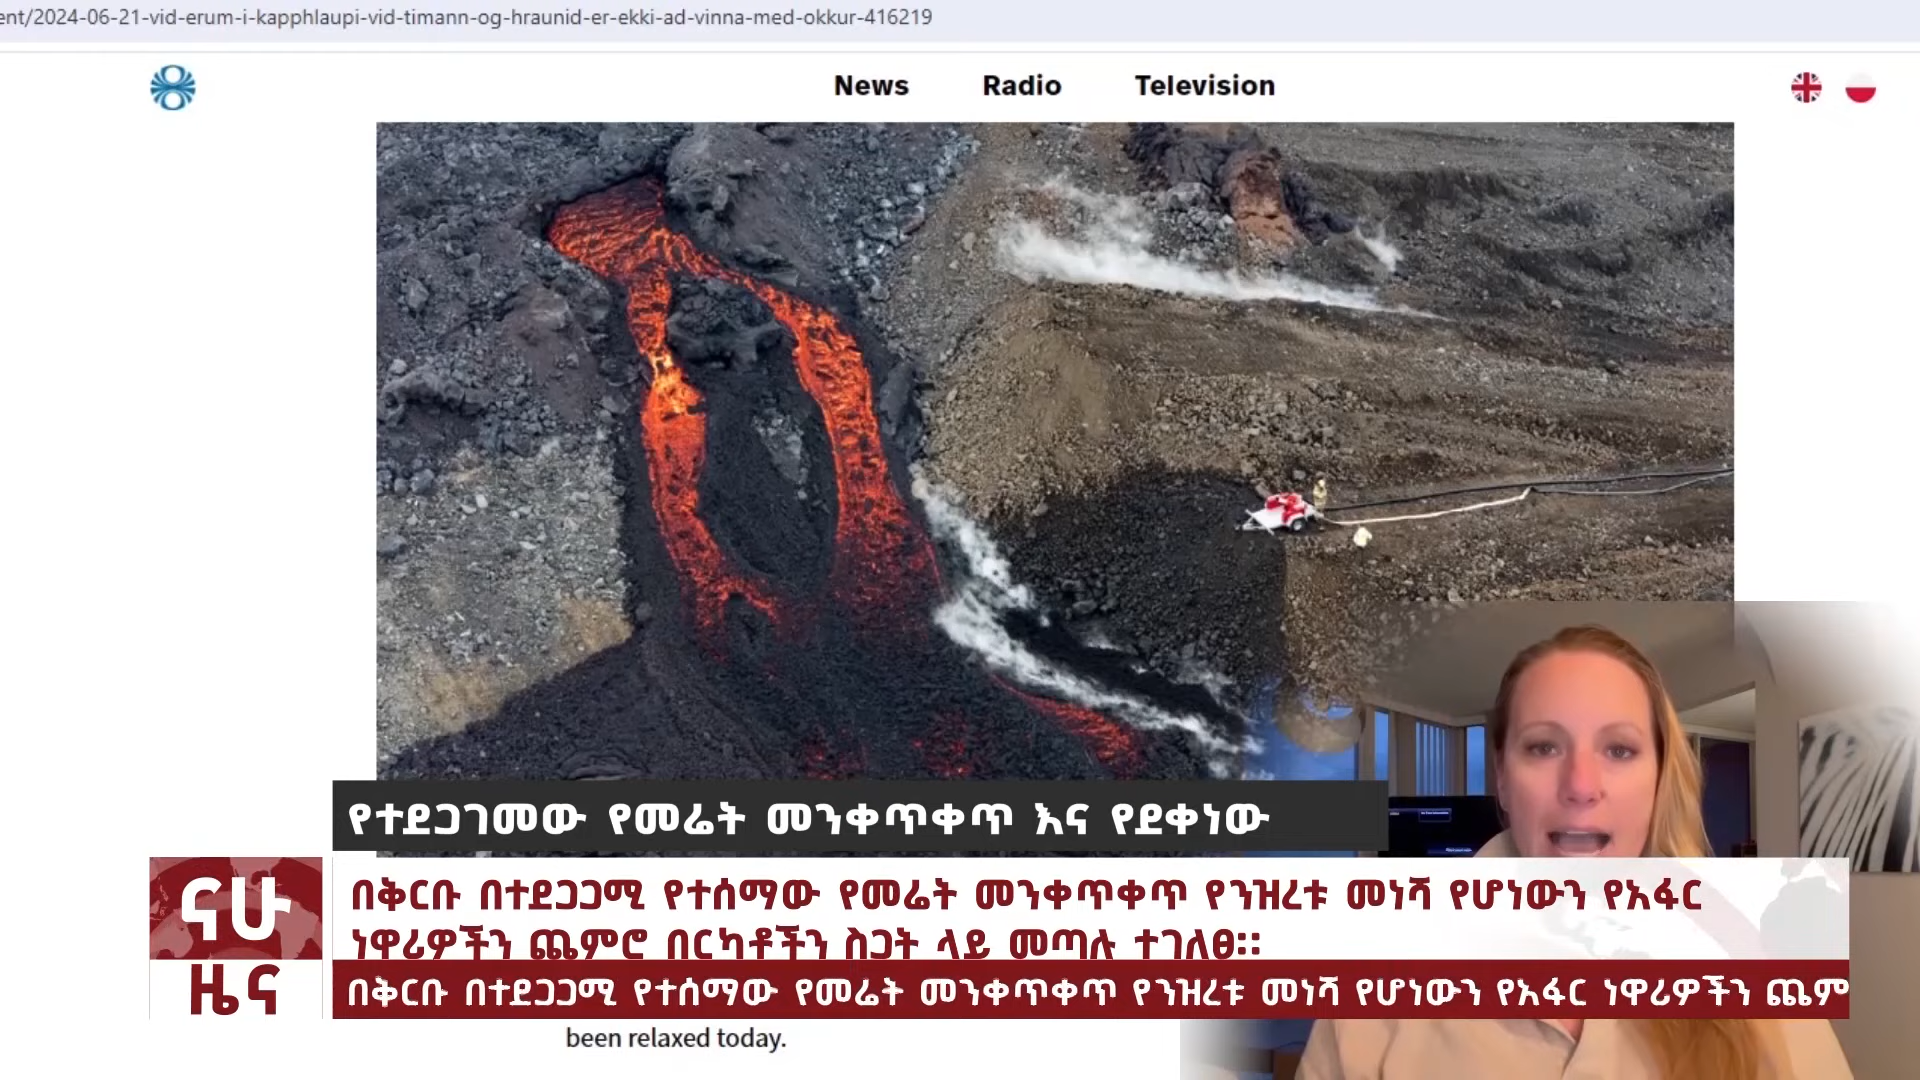 ent/2024-06-21-vid-erum-i-kapphlaupi-vid-timann-og-hraunid-er-ekki-ad-vinna-med-okkur-416219
News Radio Television
የተደጋገመው የመሬት መንቀጥቀጥ እና የደቀነው
ናሁ
ዜና
በቅርቡ በተደጋጋሚ የተሰማው የመሬት መንቀጥቀጥ የንዝረቱ መነሻ የሆነውን የአፋር
ነዋሪዎችን ጨምሮ በርካቶችን ስጋት ላይ መጣሉ ተገለፀ።
በቅርቡ በተደጋጋሚ የተሰማው የመሬት መንቀጥቀጥ የንዝረቱ መነሻ የሆነውን የአፋር ነዋሪዎችን ጨም
been relaxed today.